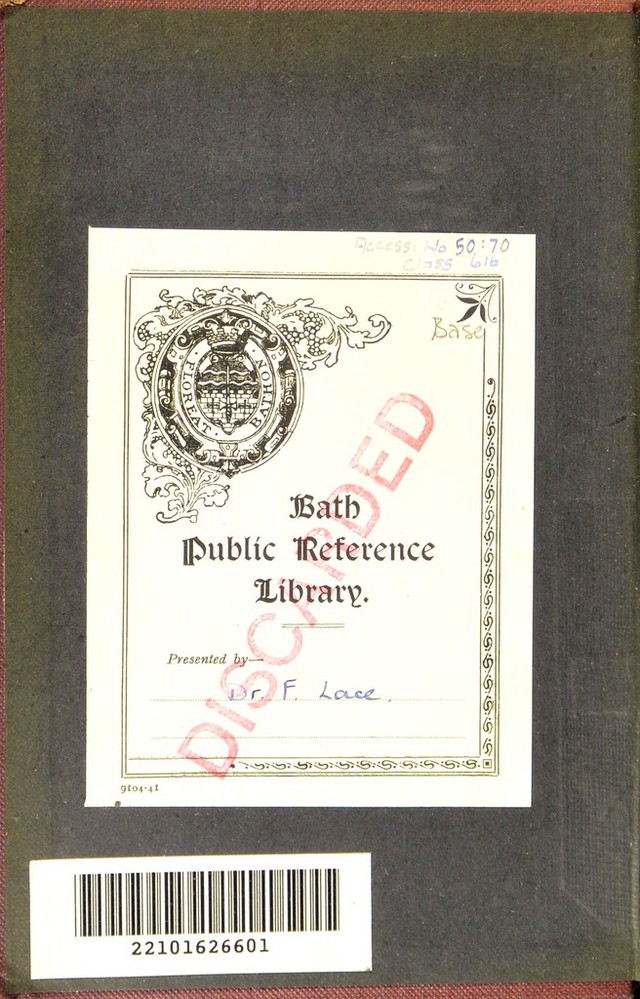 Access. No 50:70
Class 616
Base
FLOREAT BATHON
Bath
Public Reference
Library.
Presented by—
Dr. F. Lace.
DISCARDED
9104-41
22101626601